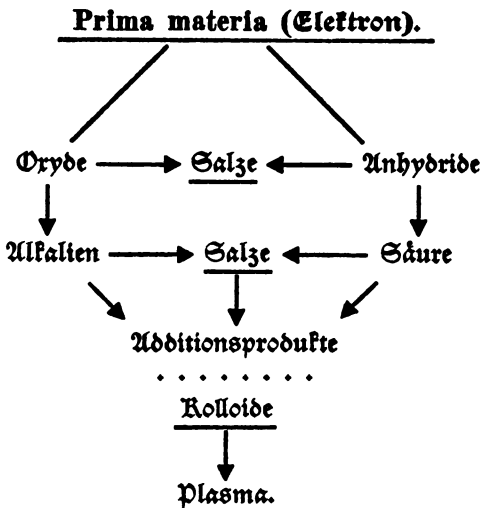 Prima materia (Elektron).
Oxyde Salze Anhydride
Alkalien Salze Säure
Additionsprodukte
Kolloide
Plasma.